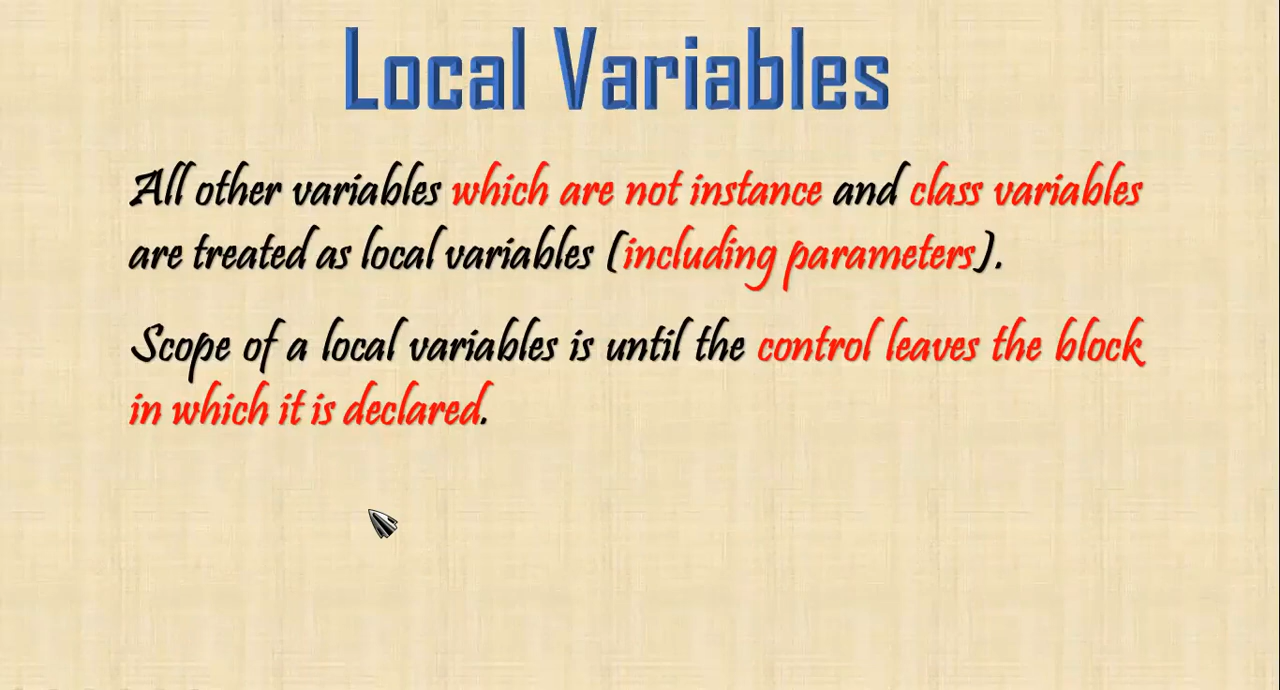 Local Variables
All other variables which are not instance and class variables
are treated as local variables (including parameters).
Scope of a local variables is until the control leaves the block
in which it is declared.